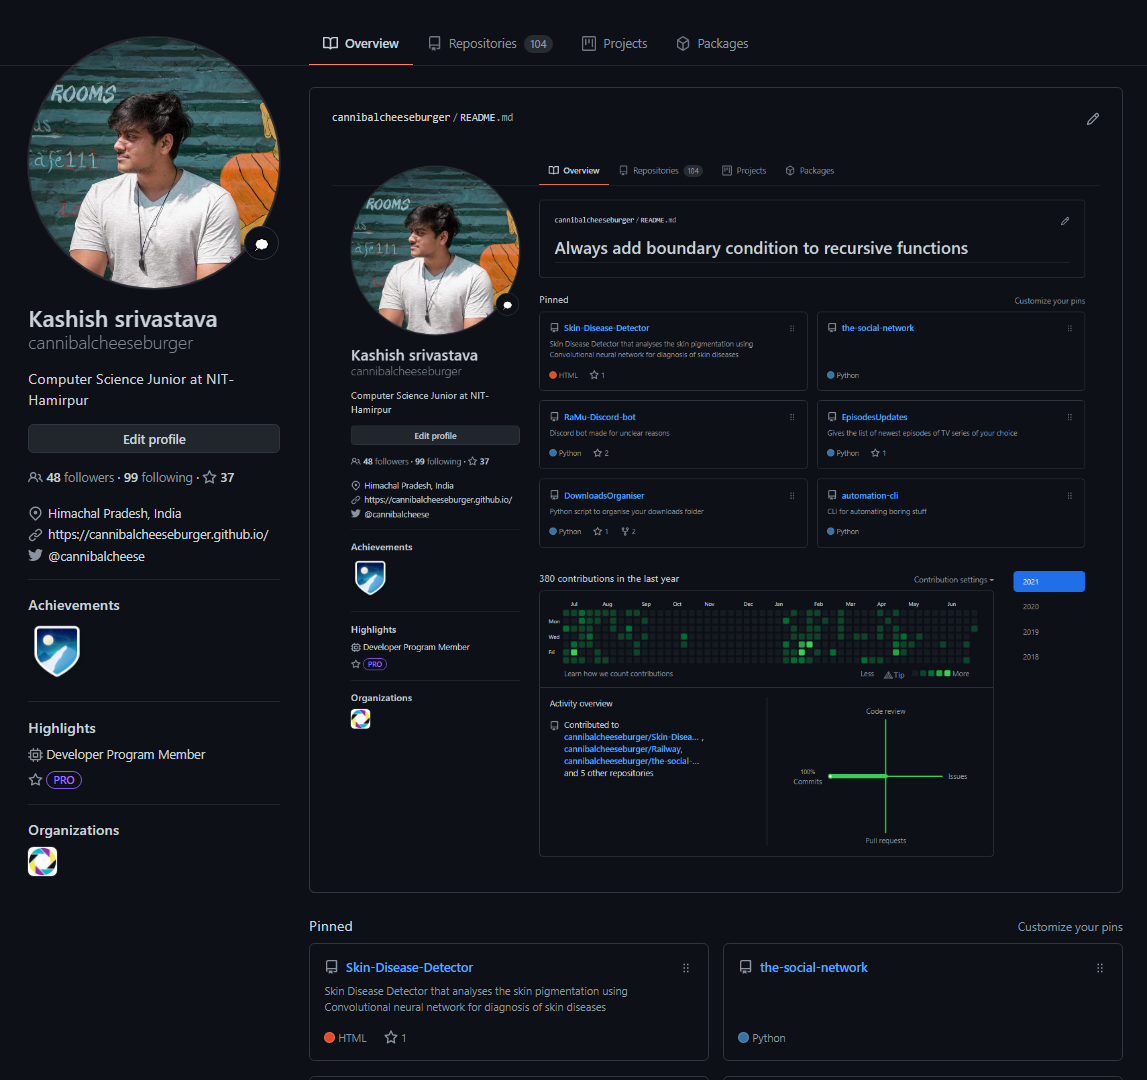 Overview
Repositories 104
Projects
Packages
ROOMS
afe111
Kashish srivastava
cannibalcheeseburger
Computer Science Junior at NIT-
Hamirpur
Edit profile
48 followers · 99 following · 37
Himachal Pradesh, India
https://cannibalcheeseburger.github.io/
@cannibalcheese
Achievements
Highlights
Developer Program Member
PRO
Organizations
cannibalcheeseburger / README.md
Overview
Repositories 104
Projects
Packages
ROOMS
Kashish srivastava
cannibalcheeseburger
Computer Science Junior at NIT-
Hamirpur
Edit profile
48 followers · 99 following · 37
Himachal Pradesh, India
https://cannibalcheeseburger.github.io/
@cannibalcheese
Achievements
Highlights
Developer Program Member
PRO
Organizations
cannibalcheeseburger / README.md
Always add boundary condition to recursive functions
Pinned
Customize your pins
Skin-Disease-Detector
Skin Disease Detector that analyses the skin pigmentation using
Convolutional neural network for diagnosis of skin diseases
HTML 1
the-social-network
Python
RaMu-Discord-bot
Discord bot made for unclear reasons
Python 2
EpisodesUpdates
Gives the list of newest episodes of TV series of your choice
Python 1
DownloadsOrganiser
Python script to organise your downloads folder
Python 1 2
automation-cli
CLI for automating boring stuff
Python
380 contributions in the last year
Contribution settings
2021
2020
2019
2018
Jul Aug Sep Oct Nov Dec Jan Feb Mar Apr May Jun
Mon
Wed
Fri
Learn how we count contributions
Less Tip More
Activity overview
Contributed to
cannibalcheeseburger/Skin-Disea... ,
cannibalcheeseburger/Railway,
cannibalcheeseburger/the-social-...
and 5 other repositories
Code review
100%
Commits
Issues
Pull requests
Pinned
Customize your pins
Skin-Disease-Detector
Skin Disease Detector that analyses the skin pigmentation using
Convolutional neural network for diagnosis of skin diseases
HTML 1
the-social-network
Python